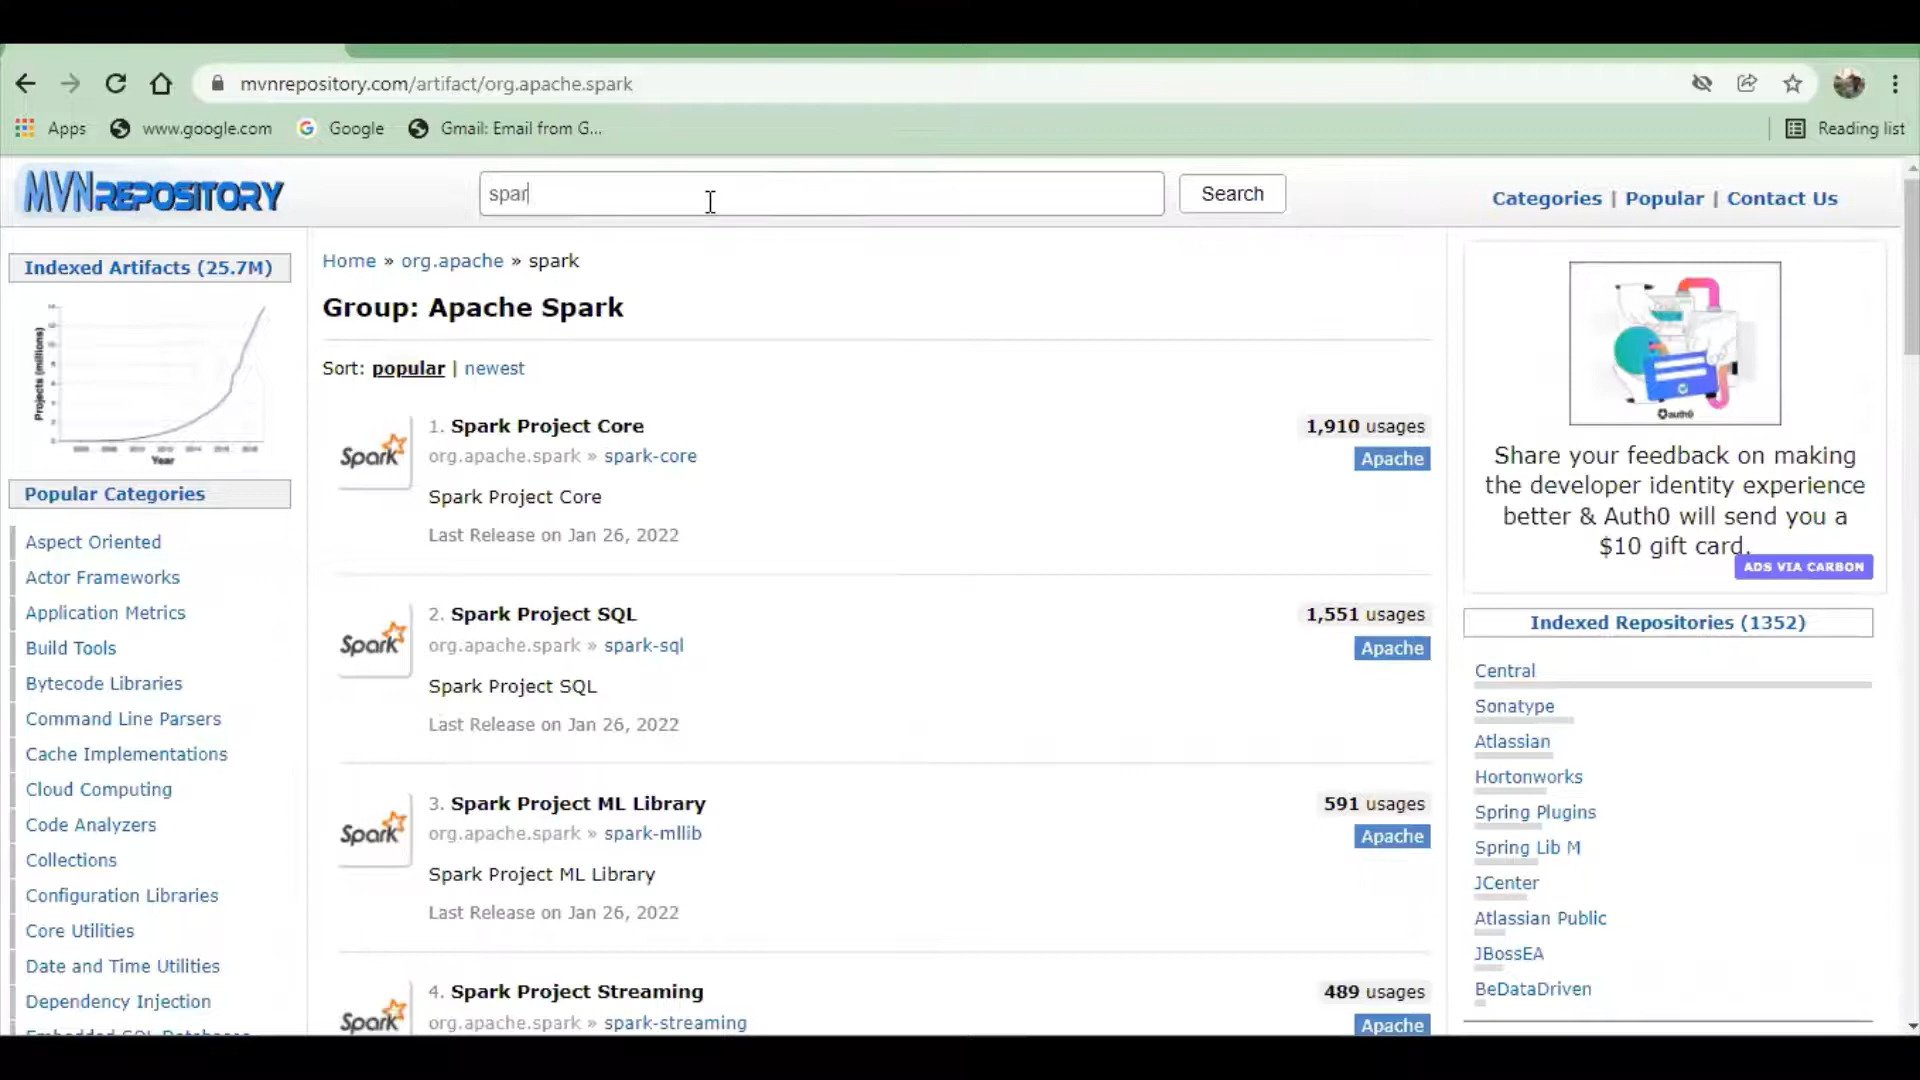 mvnrepository.com/artifact/org.apache.spark
Apps
www.google.com
Google
Gmail: Email from G...
Reading list
MVNREPOSITORY
spar
Search
Categories | Popular | Contact Us
Indexed Artifacts (25.7M)
Projects (millions)
Year
Popular Categories
Aspect Oriented
Actor Frameworks
Application Metrics
Build Tools
Bytecode Libraries
Command Line Parsers
Cache Implementations
Cloud Computing
Code Analyzers
Collections
Configuration Libraries
Core Utilities
Date and Time Utilities
Dependency Injection
Home » org.apache » spark
Group: Apache Spark
Sort: popular | newest
Spark
1. Spark Project Core
1,910 usages
org.apache.spark » spark-core
Apache
Spark Project Core
Last Release on Jan 26, 2022
Spark
2. Spark Project SQL
1,551 usages
org.apache.spark » spark-sql
Apache
Spark Project SQL
Last Release on Jan 26, 2022
Spark
3. Spark Project ML Library
591 usages
org.apache.spark » spark-mllib
Apache
Spark Project ML Library
Last Release on Jan 26, 2022
Spark
4. Spark Project Streaming
489 usages
org.apache.spark » spark-streaming
Apache
auth0
Share your feedback on making
the developer identity experience
better & Auth0 will send you a
$10 gift card.
ADS VIA CARBON
Indexed Repositories (1352)
Central
Sonatype
Atlassian
Hortonworks
Spring Plugins
Spring Lib M
JCenter
Atlassian Public
JBossEA
BeDataDriven